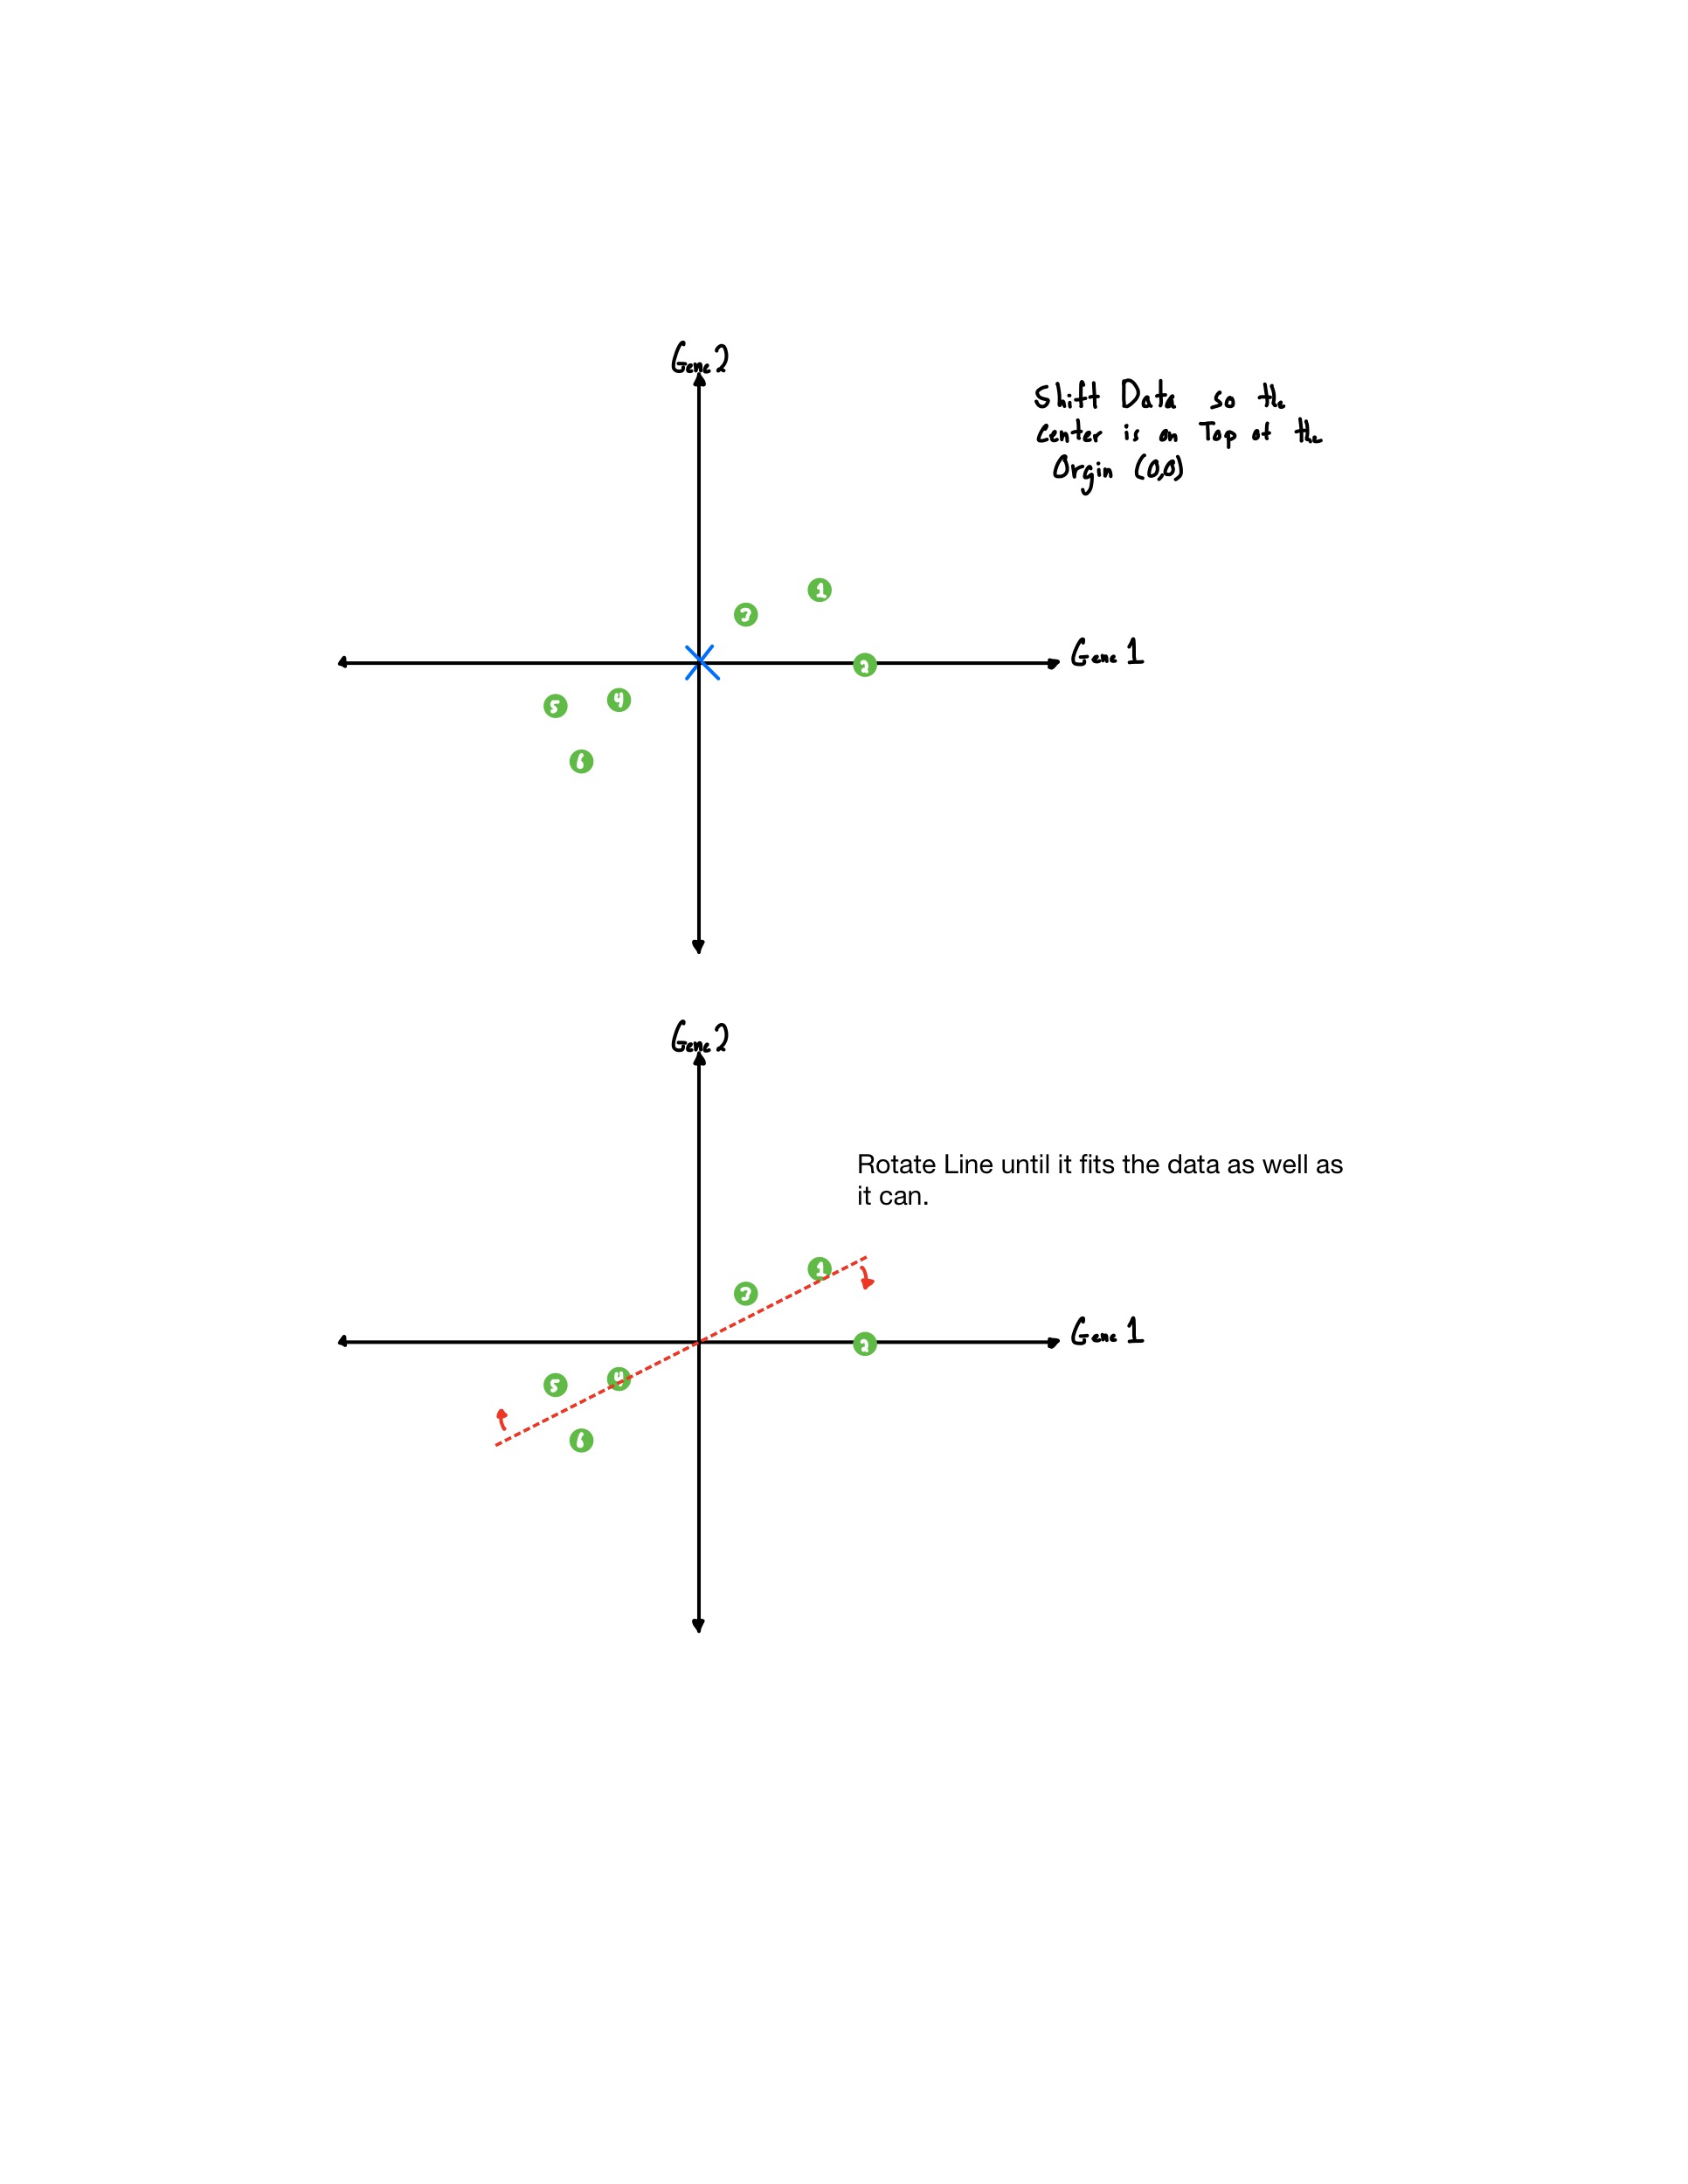 Gene 2
Shift Data so the
Center is on Top of the
Orgin (0,0)
1
3
Gene 1
2
4
5
6
Gene 2
Rotate Line until it fits the data as well as
it can.
1
3
Gene 1
2
4
5
6